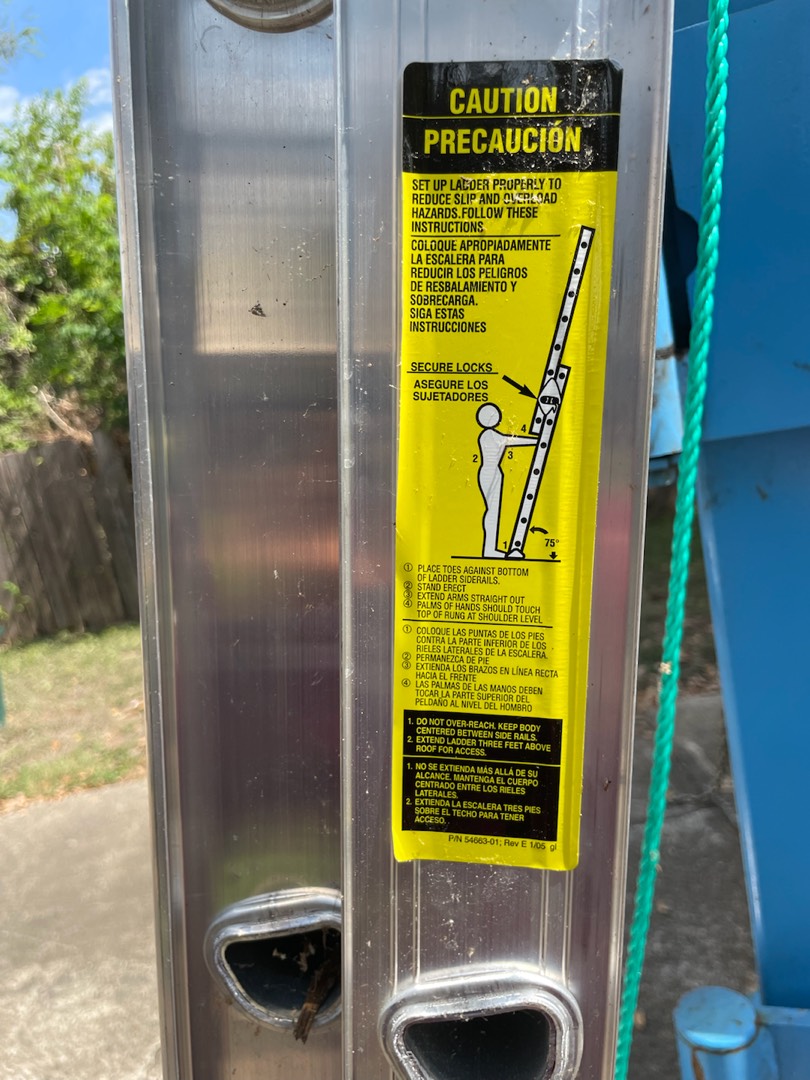 CAUTION
PRECAUCIÓN
SET UP LADDER PROPERLY TO
REDUCE SLIP AND OVERLOAD
HAZARDS.FOLLOW THESE
INSTRUCTIONS
COLOQUE APROPIADAMENTE
LA ESCALERA PARA
REDUCIR LOS PELIGROS
DE RESBALAMIENTO Y
SOBRECARGA.
SIGA ESTAS
INSTRUCCIONES
SECURE LOCKS
ASEGURE LOS
SUJETADORES
4
2
3
1
75°
① PLACE TOES AGAINST BOTTOM
OF LADDER SIDERAILS.
② STAND ERECT
③ EXTEND ARMS STRAIGHT OUT
④ PALMS OF HANDS SHOULD TOUCH
TOP OF RUNG AT SHOULDER LEVEL
① COLOQUE LAS PUNTAS DE LOS PIES
CONTRA LA PARTE INFERIOR DE LOS
RIELES LATERALES DE LA ESCALERA
② PERMANEZCA DE PIE
③ EXTIENDA LOS BRAZOS EN LÍNEA RECTA
HACIA EL FRENTE
④ LAS PALMAS DE LAS MANOS DEBEN
TOCAR LA PARTE SUPERIOR DEL
PELDAÑO AL NIVEL DEL HOMBRO
1. DO NOT OVER-REACH. KEEP BODY
CENTERED BETWEEN SIDE RAILS.
2. EXTEND LADDER THREE FEET ABOVE
ROOF FOR ACCESS.
1. NO SE EXTIENDA MÁS ALLÁ DE SU
ALCANCE. MANTENGA EL CUERPO
CENTRADO ENTRE LOS RIELES
LATERALES.
2. EXTIENDA LA ESCALERA TRES PIES
SOBRE EL TECHO PARA TENER
ACCESO.
P/N 54663-01; Rev E 1/05 gl